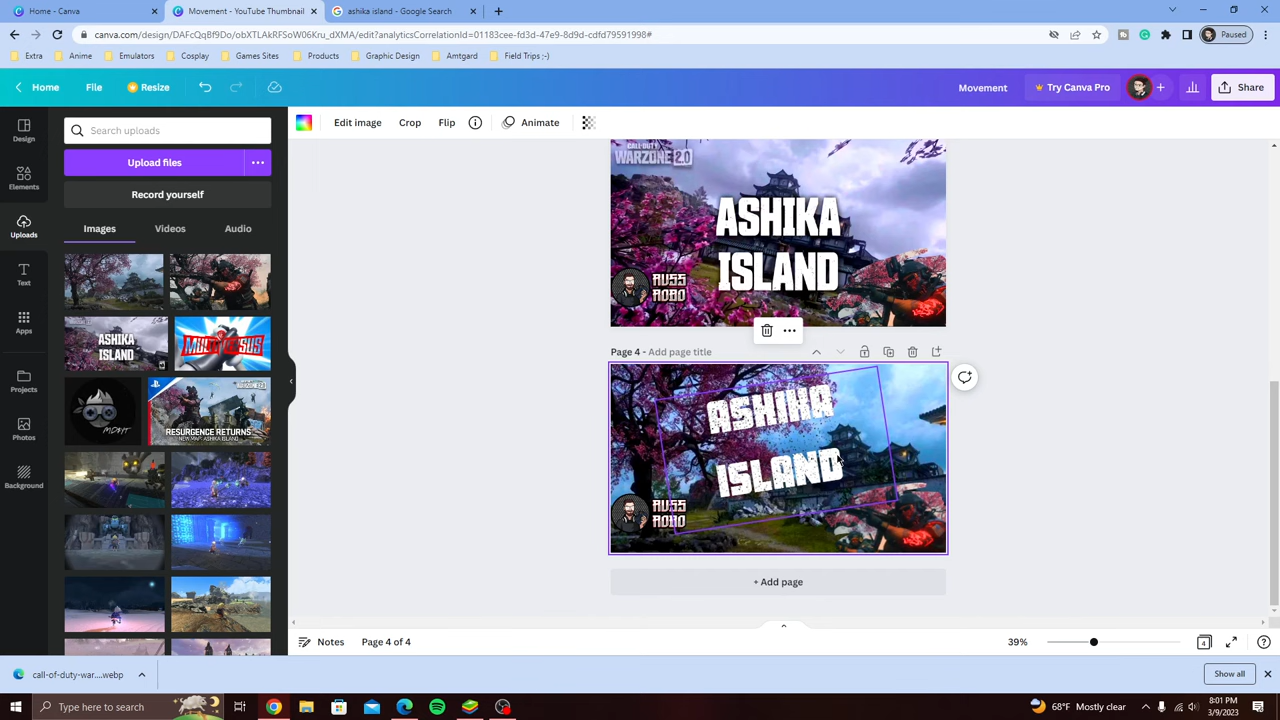 Home - Canva
Movement - YouTube Thumbnail
ashika island - Google Search
canva.com/design/DAFcQqBf9Do/obXTLAkRFSoW06Kru_dXMA/edit?analyticsCorrelationId=01183cee-fd3d-47e9-8d9d-cdfd79591998#
Paused
Extra
Anime
Emulators
Cosplay
Games Sites
Products
Graphic Design
Amtgard
Field Trips ;-)
Home
File
Resize
Movement
Try Canva Pro
Share
Design
Elements
Uploads
Text
Apps
Projects
Photos
Background
Search uploads
Upload files
Record yourself
Images
Videos
Audio
ASHIKA
ISLAND
MULTIVERSUS
RESURGENCE RETURNS
NEW MAP: ASHIKA ISLAND
Edit image
Crop
Flip
Animate
CALL OF DUTY
WARZONE 2.0
ASHIKA
ISLAND
RUSS
ROBO
Page 4 - Add page title
ASHIKA
ISLAND
RUSS
ROBO
+ Add page
Notes
Page 4 of 4
39%
4
call-of-duty-war....webp
Show all
Type here to search
68°F Mostly clear
8:01 PM
3/9/2023